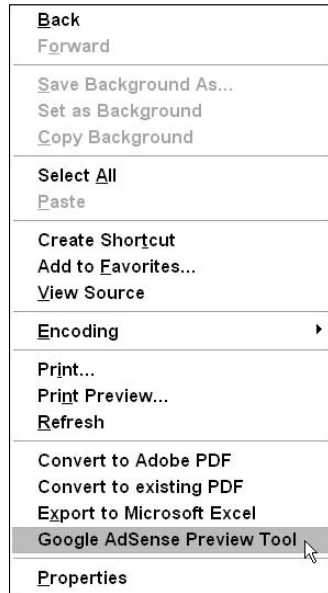 Back
Forward
Save Background As...
Set as Background
Copy Background
Select All
Paste
Create Shortcut
Add to Favorites...
View Source
Encoding
Print...
Print Preview...
Refresh
Convert to Adobe PDF
Convert to existing PDF
Export to Microsoft Excel
Google AdSense Preview Tool
Properties